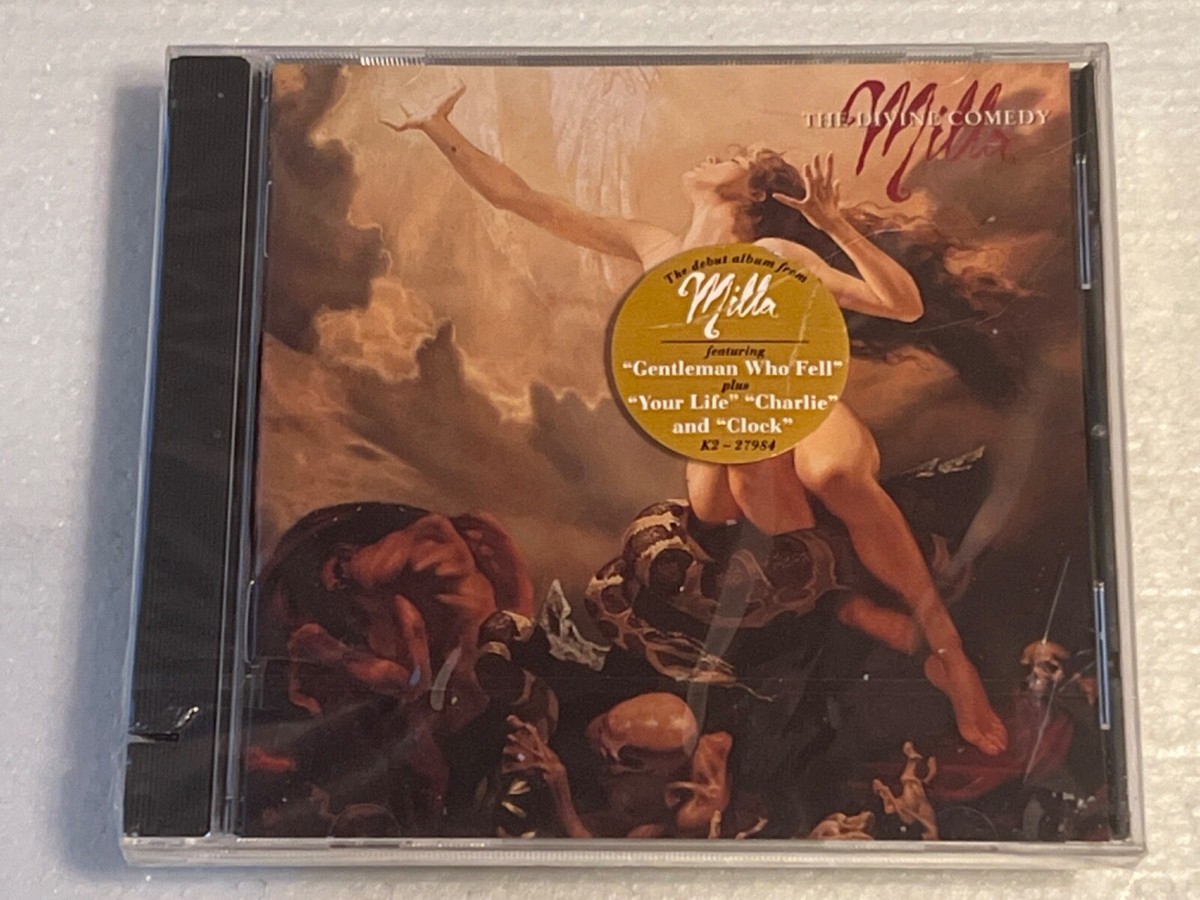 Milla
THE DIVINE COMEDY
The debut album from
Milla
featuring
“Gentleman Who Fell”
plus
“Your Life” “Charlie”
and “Clock”
K2 – 27984